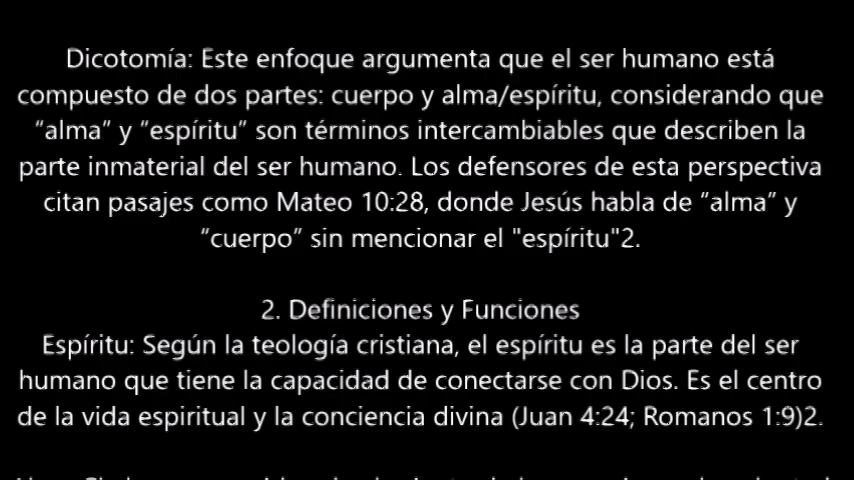 Dicotomía: Este enfoque argumenta que el ser humano está
compuesto de dos partes: cuerpo y alma/espíritu, considerando que
“alma” y “espíritu” son términos intercambiables que describen la
parte inmaterial del ser humano. Los defensores de esta perspectiva
citan pasajes como Mateo 10:28, donde Jesús habla de “alma” y
“cuerpo” sin mencionar el "espíritu"2.
2. Definiciones y Funciones
Espíritu: Según la teología cristiana, el espíritu es la parte del ser
humano que tiene la capacidad de conectarse con Dios. Es el centro
de la vida espiritual y la conciencia divina (Juan 4:24; Romanos 1:9)2.